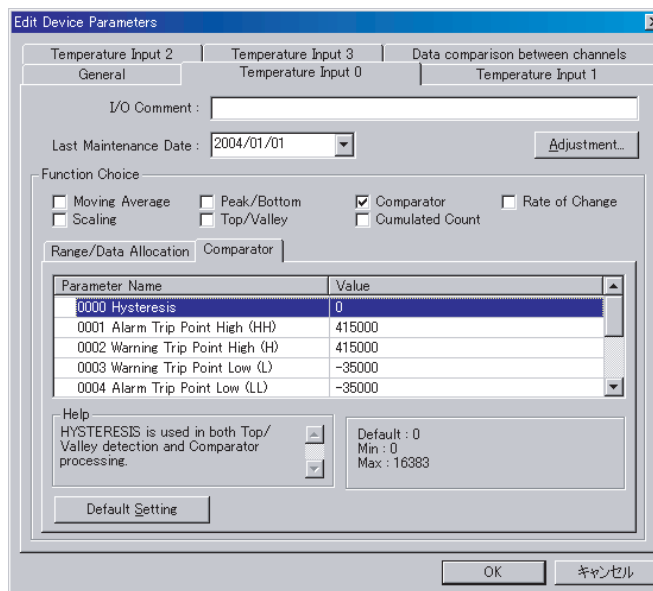 Edit Device Parameters
Temperature Input 2
Temperature Input 3
Data comparison between channels
General
Temperature Input 0
Temperature Input 1
I/O Comment :
Last Maintenance Date :
2004/01/01
Adjustment...
Function Choice
Moving Average
Peak/Bottom
Comparator
Rate of Change
Scaling
Top/Valley
Cumulated Count
Range/Data Allocation
Comparator
Parameter Name
Value
0000 Hysteresis
0
0001 Alarm Trip Point High (HH)
415000
0002 Warning Trip Point High (H)
415000
0003 Warning Trip Point Low (L)
-35000
0004 Alarm Trip Point Low (LL)
-35000
Help
HYSTERESIS is used in both Top/
Valley detection and Comparator
processing.
Default : 0
Min : 0
Max : 16383
Default Setting
OK
キャンセル